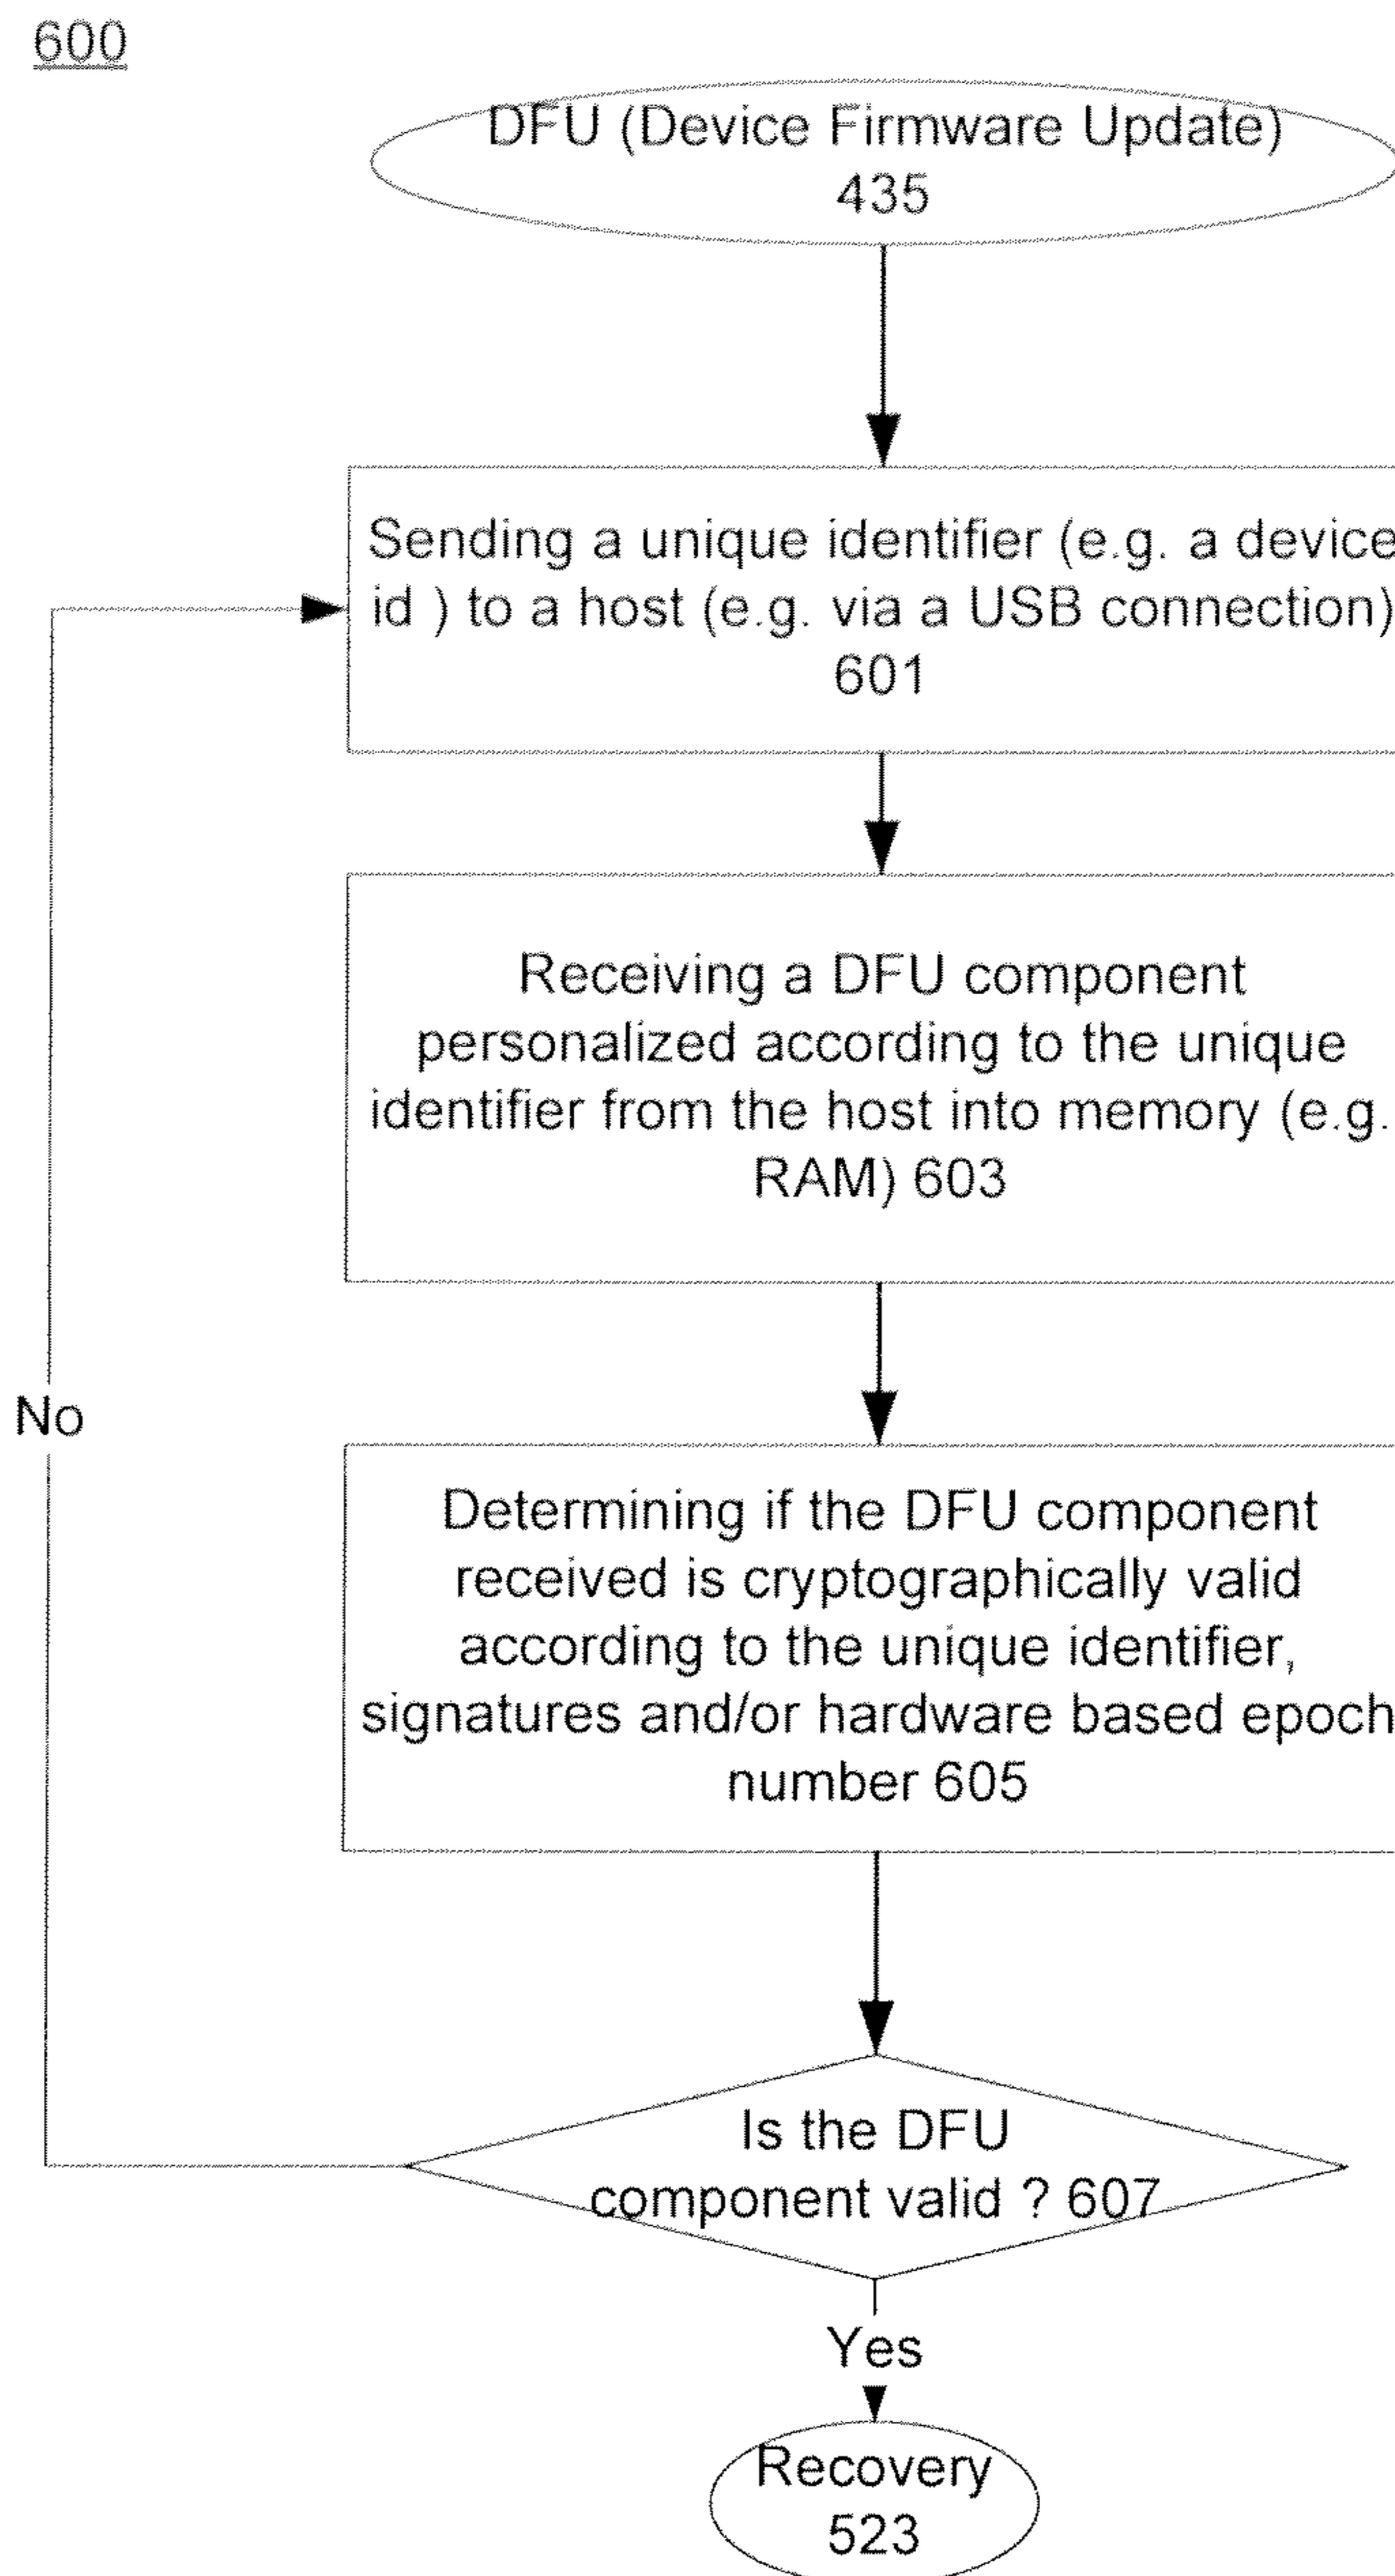 600
DFU (Device Firmware Update)
435
Sending a unique identifier (e.g. a device
id ) to a host (e.g. via a USB connection)
601
Receiving a DFU component
personalized according to the unique
identifier from the host into memory (e.g.
RAM) 603
No
Determining if the DFU component
received is cryptographically valid
according to the unique identifier,
signatures and/or hardware based epoch
number 605
Is the DFU
component valid ? 607
Yes
Recovery
523